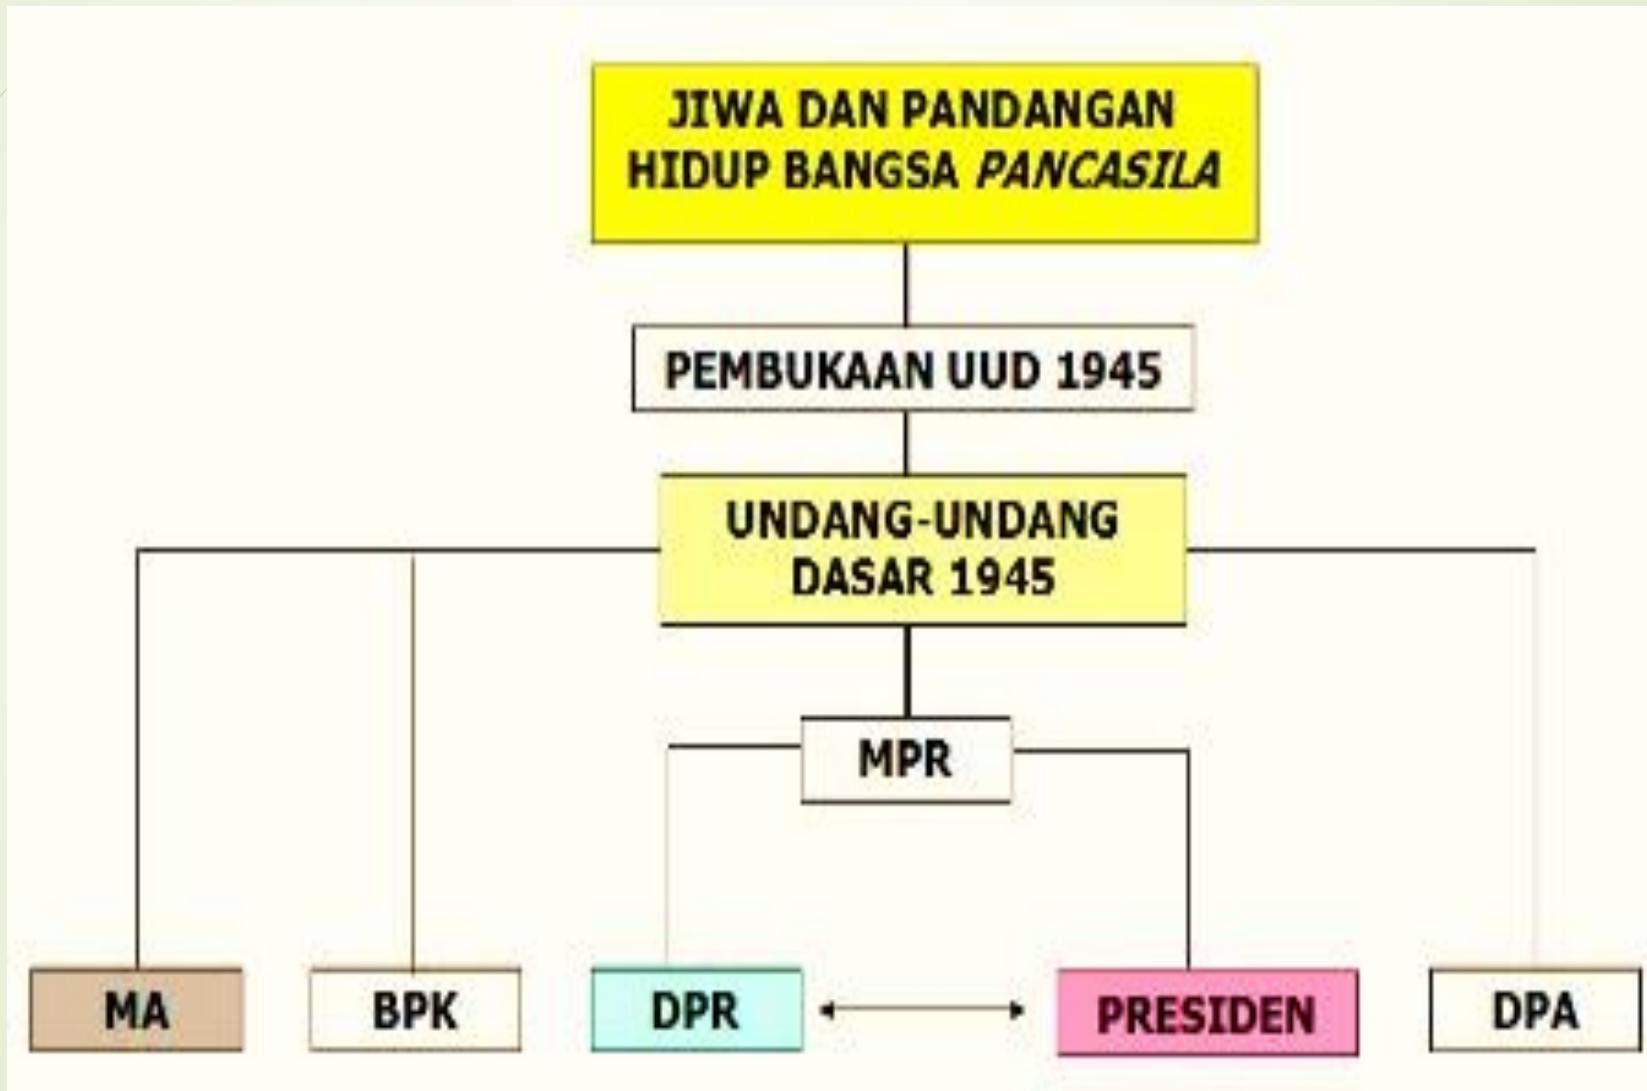 JIWA DAN PANDANGAN
HIDUP BANGSA PANCASILA
PEMBUKAAN UUD 1945
UNDANG-UNDANG
DASAR 1945
MPR
MA
BPK
DPR
PRESIDEN
DPA